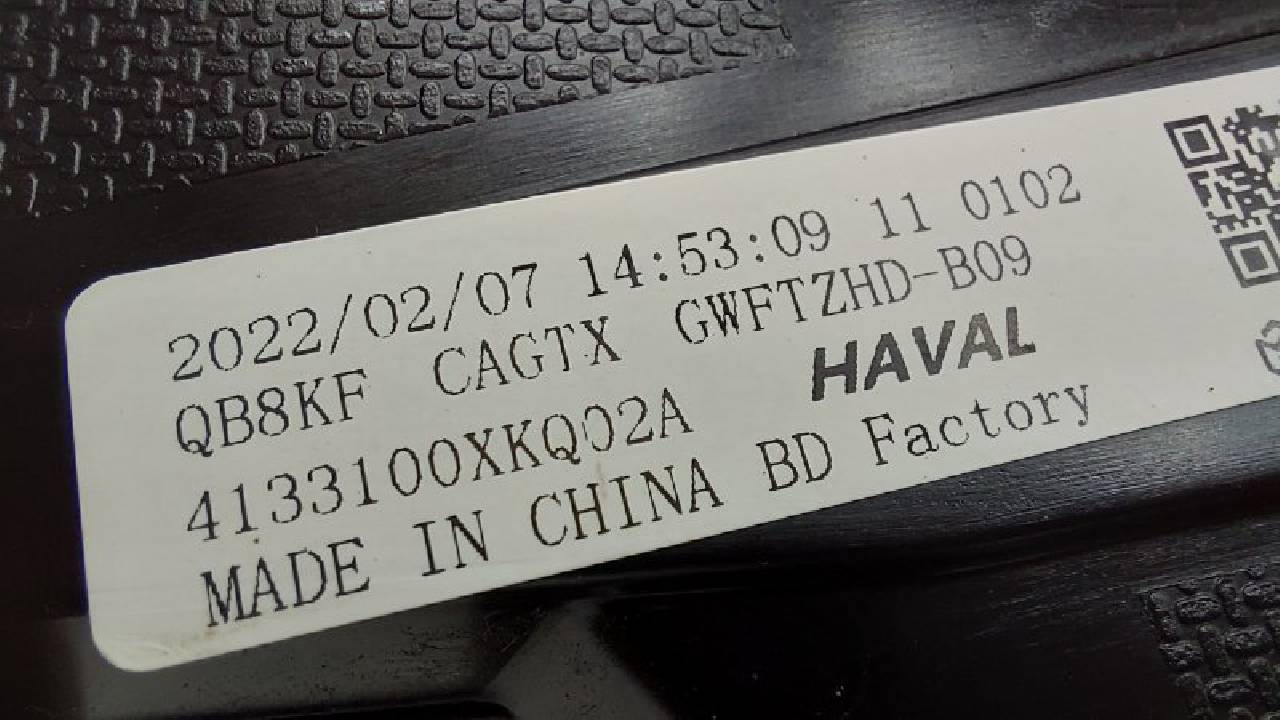 2022/02/07 14:53:09 11 0102
QB8KF CAGTX GWFTZHD-B09
4133100XKQ02A HAVAL
MADE IN CHINA BD Factory